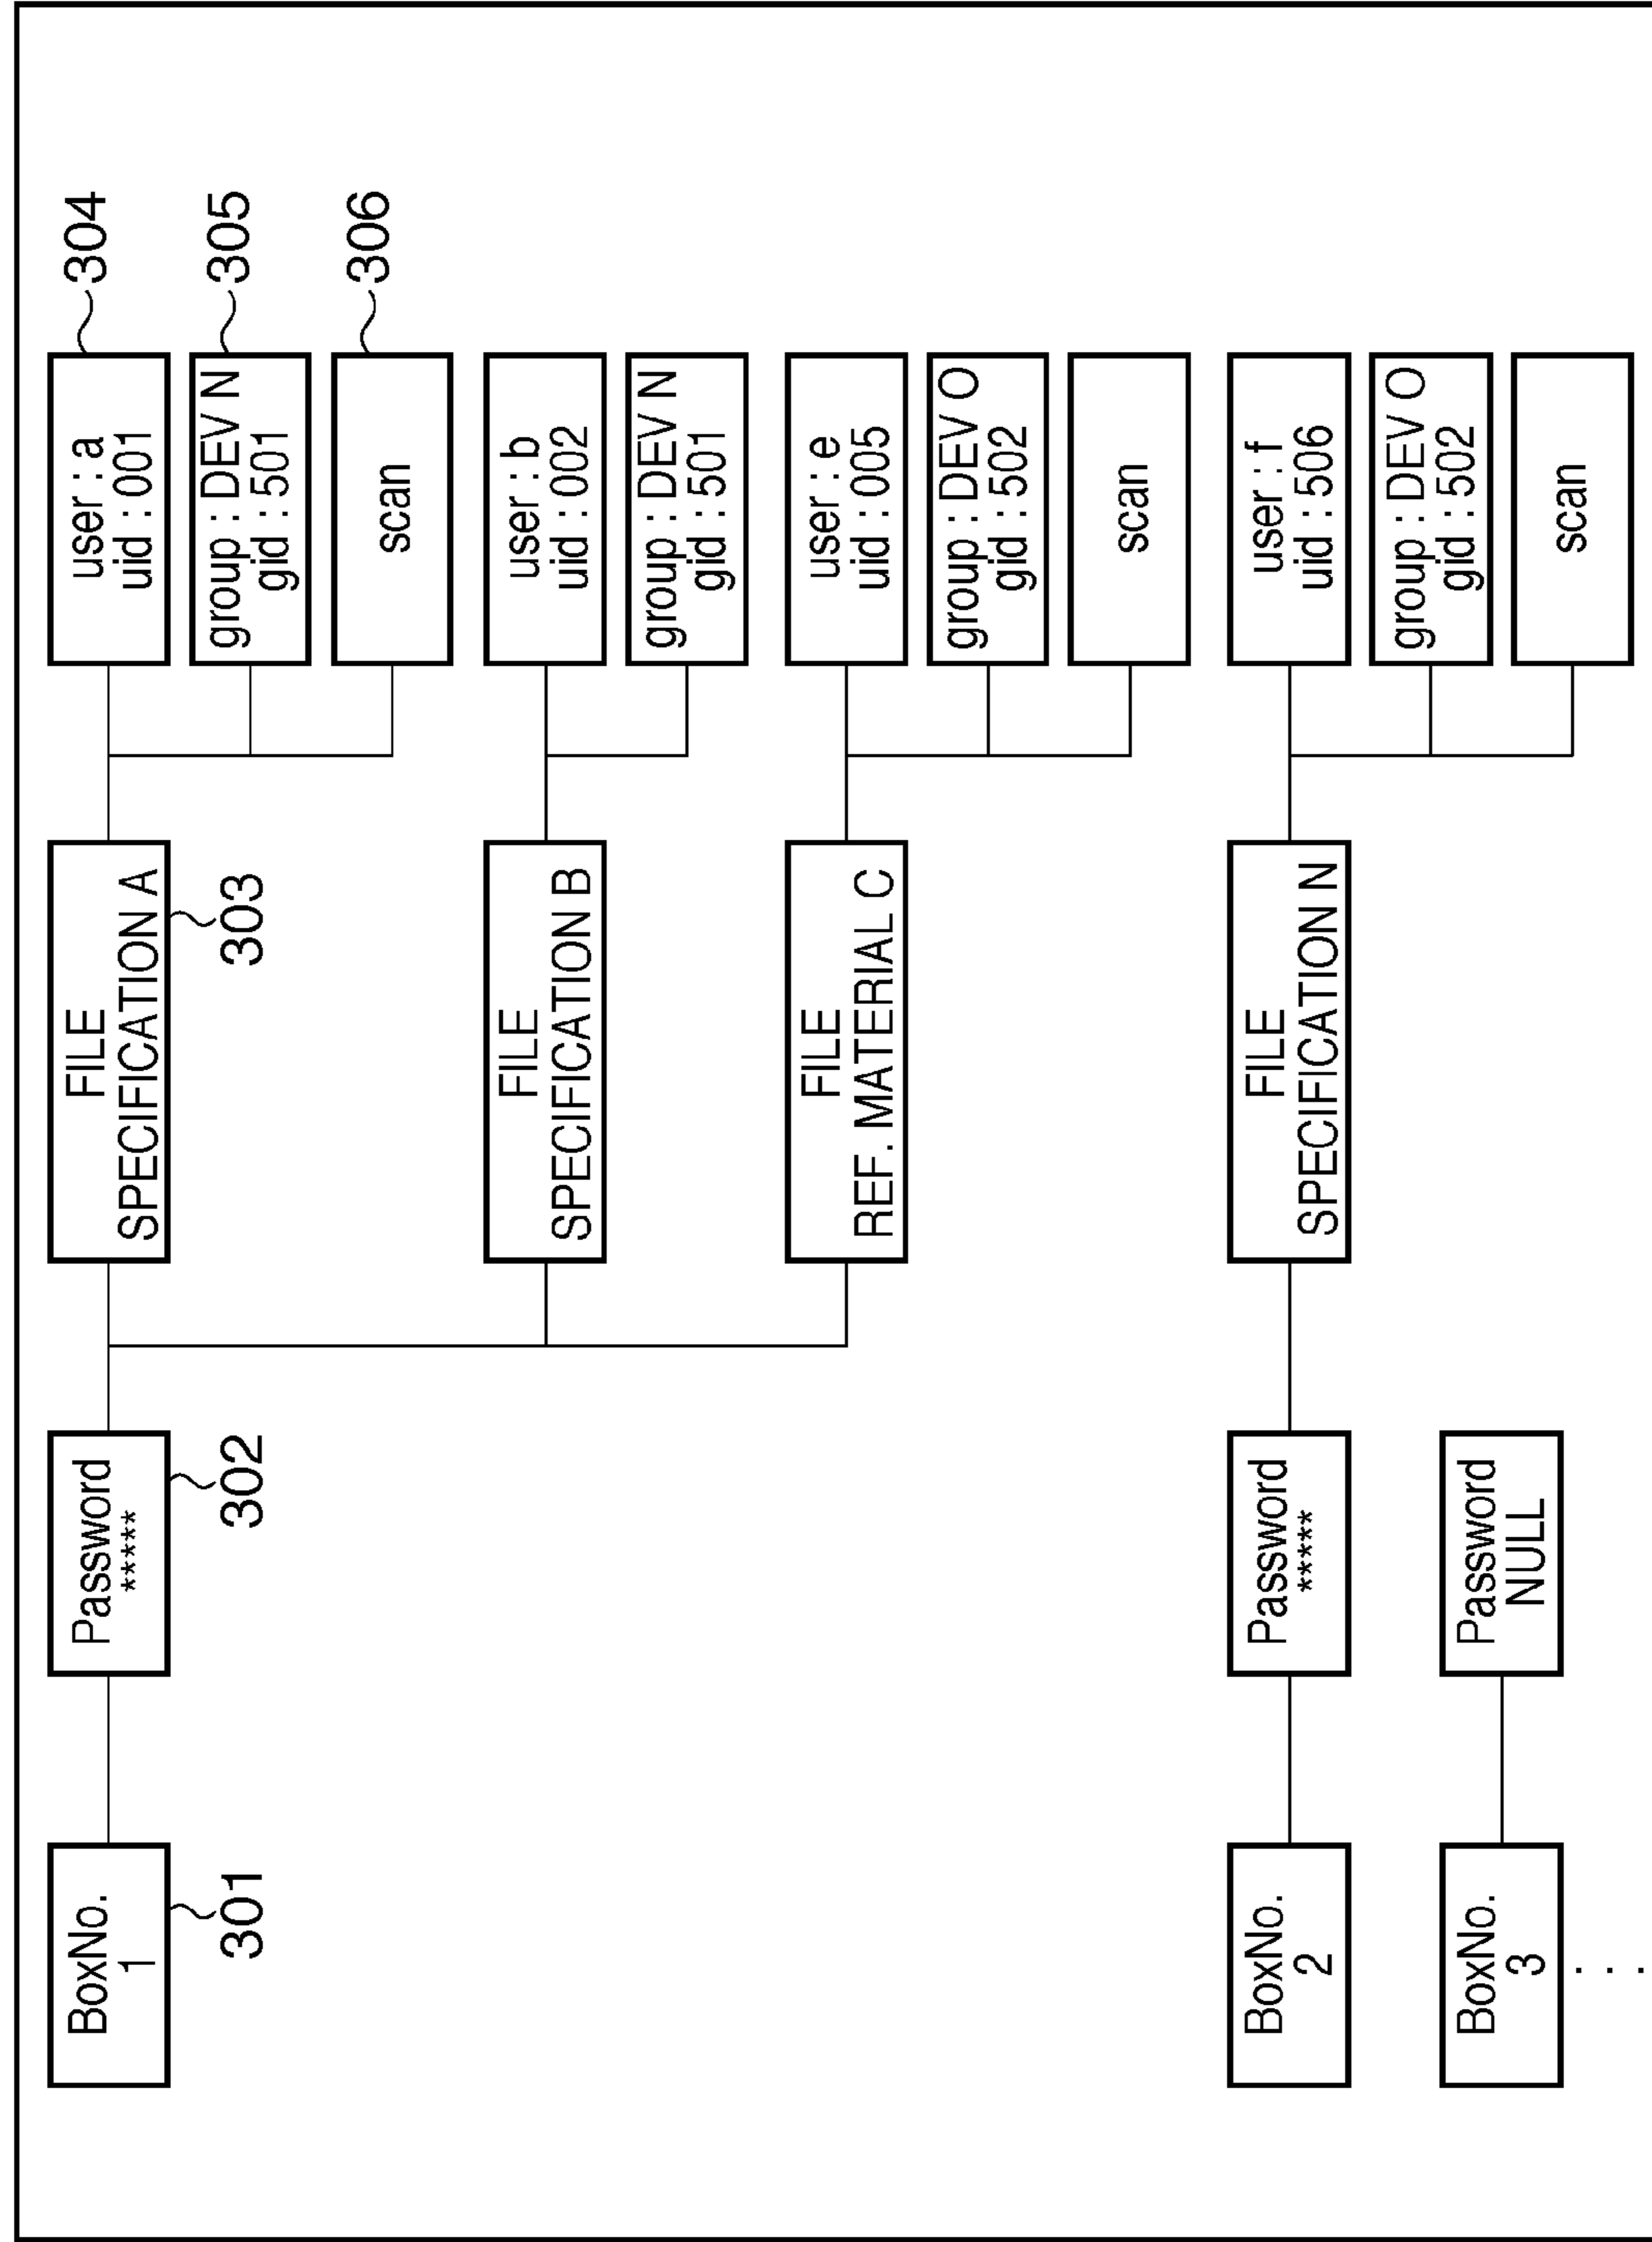 BoxNo.
1
301
Password
*****
302
FILE
SPECIFICATION A
303
user : a
uid : 001
304
group : DEV N
gid : 501
305
scan
306
FILE
SPECIFICATION B
user : b
uid : 002
group : DEV N
gid : 501
FILE
REF. MATERIAL C
user : e
uid : 005
group : DEV O
gid : 502
scan
BoxNo.
2
Password
*****
FILE
SPECIFICATION N
user : f
uid : 506
group : DEV O
gid : 502
scan
BoxNo.
3
Password
NULL
. . .